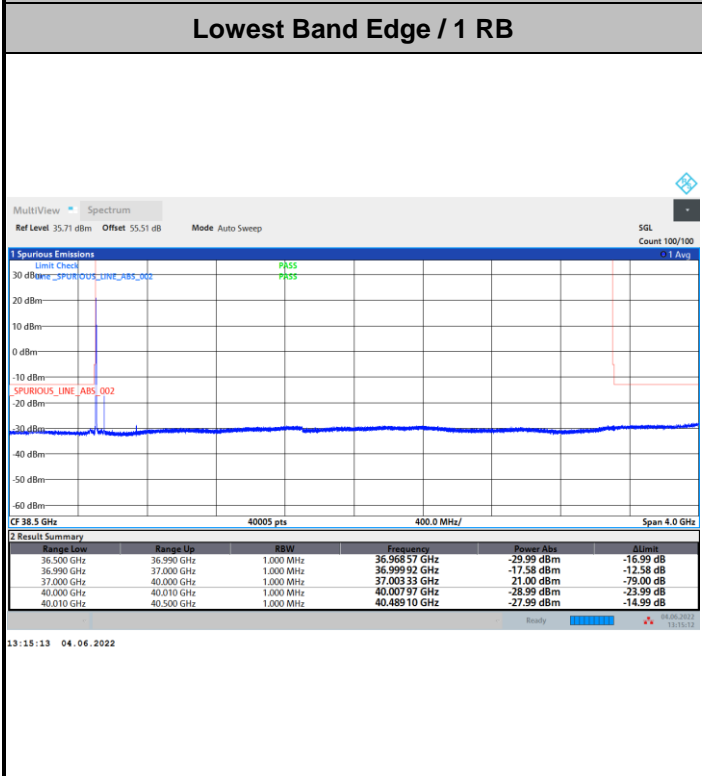 Lowest Band Edge / 1 RB
MultiView Spectrum
Ref Level 35.71 dBm Offset 55.51 dB Mode Auto Sweep SGL
Count 100/100
1 Spurious Emissions 1 Avg
Limit Check PASS
30 dBm Line _SPURIOUS_LINE_ABS_002 PASS
20 dBm
10 dBm
0 dBm
-10 dBm
_SPURIOUS_LINE_ABS_002
-20 dBm
-30 dBm
-40 dBm
-50 dBm
-60 dBm
CF 38.5 GHz 40005 pts 400.0 MHz/ Span 4.0 GHz
2 Result Summary
Range Low Range Up RBW Frequency Power Abs ΔLimit
36.500 GHz 36.990 GHz 1.000 MHz 36.968 57 GHz -29.99 dBm -16.99 dB
36.990 GHz 37.000 GHz 1.000 MHz 36.999 92 GHz -17.58 dBm -12.58 dB
37.000 GHz 40.000 GHz 1.000 MHz 37.003 33 GHz 21.00 dBm -79.00 dB
40.000 GHz 40.010 GHz 1.000 MHz 40.007 97 GHz -28.99 dBm -23.99 dB
40.010 GHz 40.500 GHz 1.000 MHz 40.489 10 GHz -27.99 dBm -14.99 dB
Ready 04.06.2022
13:15:12
13:15:13 04.06.2022